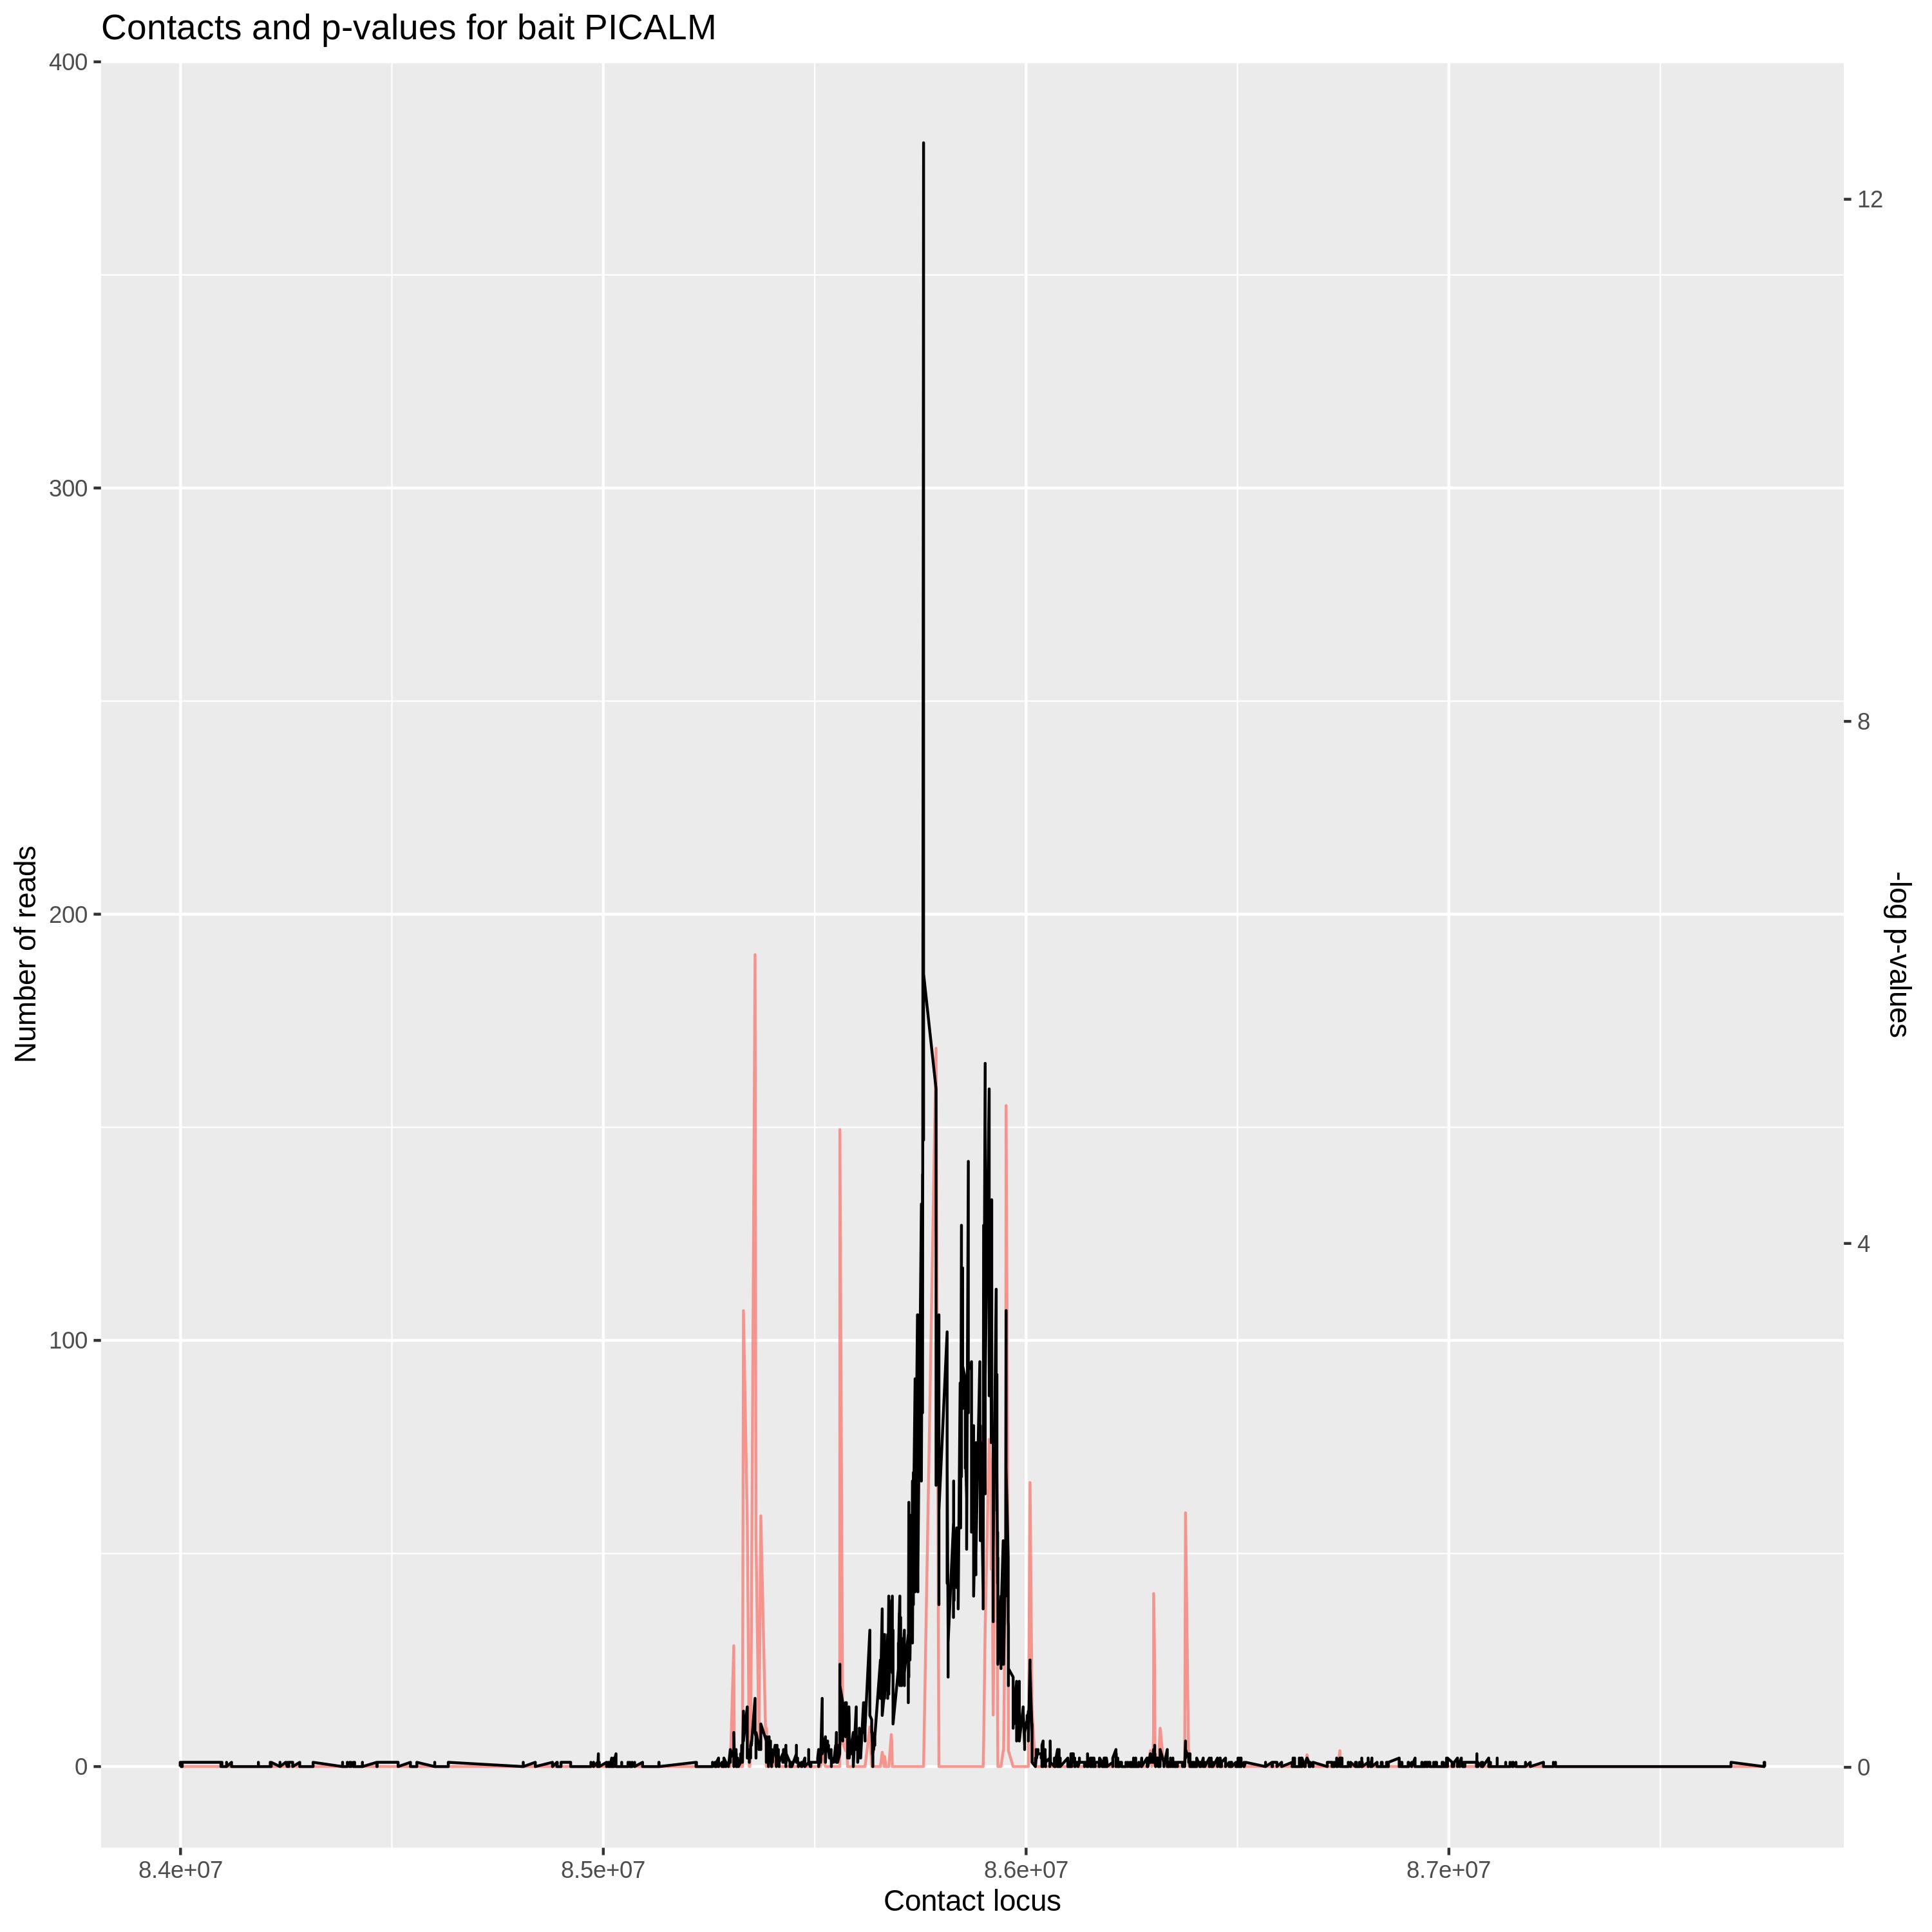 Contacts and p-values for bait PICALM
400
300
200
100
0
Number of reads
12
8
4
0
-log p-values
8.4e+07 8.5e+07 8.6e+07 8.7e+07
Contact locus